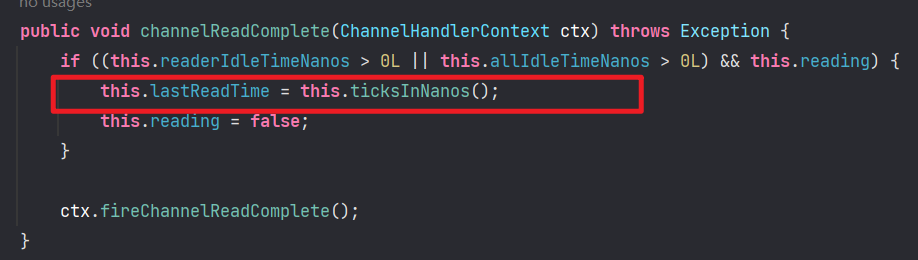 no usages
public void channelReadComplete(ChannelHandlerContext ctx) throws Exception {
    if ((this.readerIdleTimeNanos > 0L || this.allIdleTimeNanos > 0L) && this.reading) {
        this.lastReadTime = this.ticksInNanos();
        this.reading = false;
    }

    ctx.fireChannelReadComplete();
}